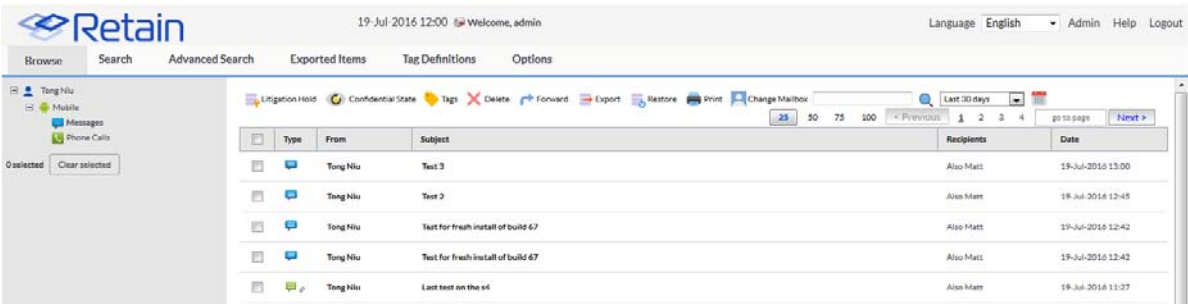 Retain
19-Jul-2016 12:00 Welcome, admin
Language English Admin Help Logout
Browse Search Advanced Search Exported Items Tag Definitions Options
Tong Niu
Mobile
Messages
Phone Calls
0 selected Clear selected
Litigation Hold Confidential State Tags Delete Forward Export Restore Print Change Mailbox Last 30 days
25 50 75 100 < Previous 1 2 3 4 go to page Next >
Type From Subject Recipients Date
Tong Niu Test 3 Also Matt 19-Jul-2016 13:00
Tong Niu Test 2 Also Matt 19-Jul-2016 12:45
Tong Niu Test for fresh install of build 67 Also Matt 19-Jul-2016 12:42
Tong Niu Test for fresh install of build 67 Also Matt 19-Jul-2016 12:42
Tong Niu Last test on the s4 Also Matt 19-Jul-2016 11:27